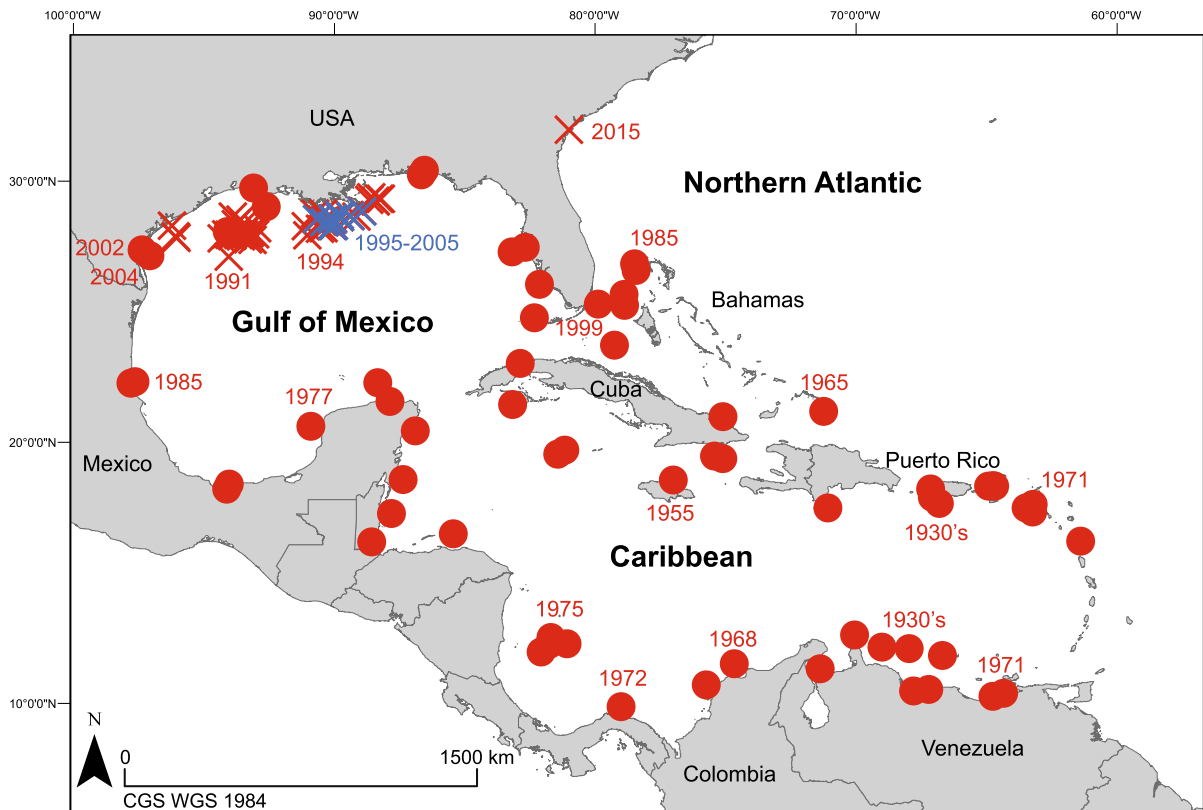 100°0'0"W
90°0'0"W
80°0'0"W
70°0'0"W
60°0'0"W
USA
2015
30°0'0"N
Northern Atlantic
2002
1995-2005
1985
2004
1991
1994
Bahamas
Gulf of Mexico
1999
1985
1977
Cuba
1965
20°0'0"N
Mexico
Puerto Rico
1971
1955
1930's
Caribbean
1975
1930's
1968
1971
1972
10°0'0"N
N
0
1500 km
Venezuela
Colombia
CGS WGS 1984